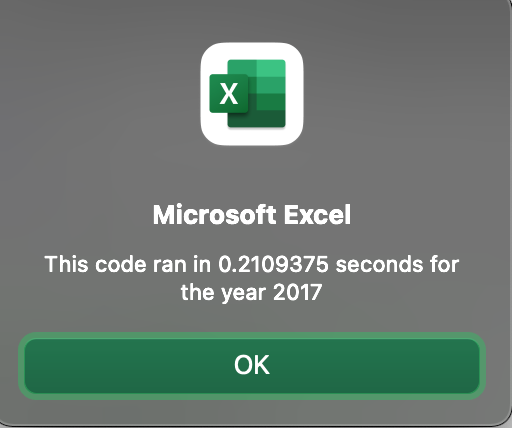 X
Microsoft Excel
This code ran in 0.2109375 seconds for
the year 2017
OK